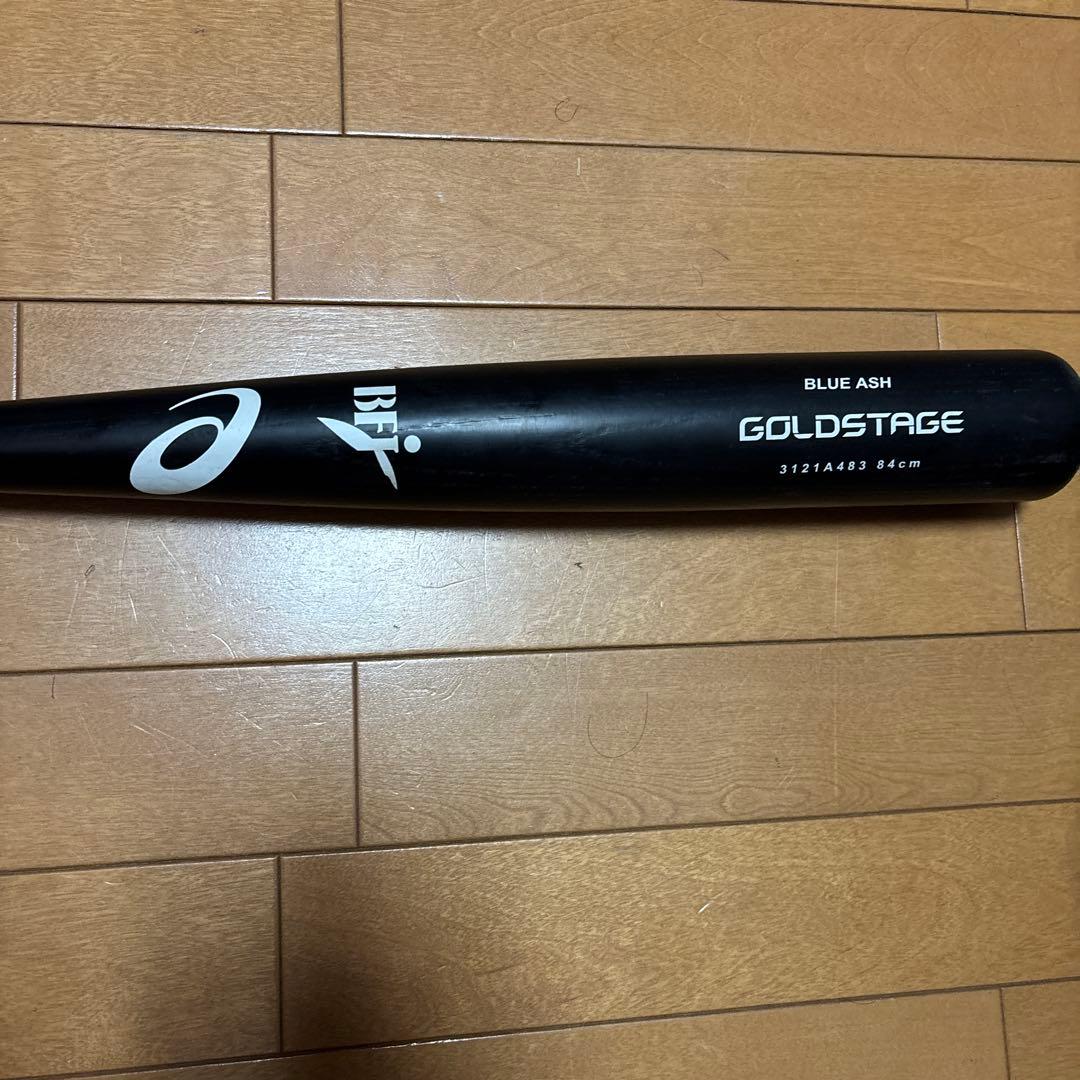 BFJ
BLUE ASH
GOLDSTAGE
3121A483 84cm